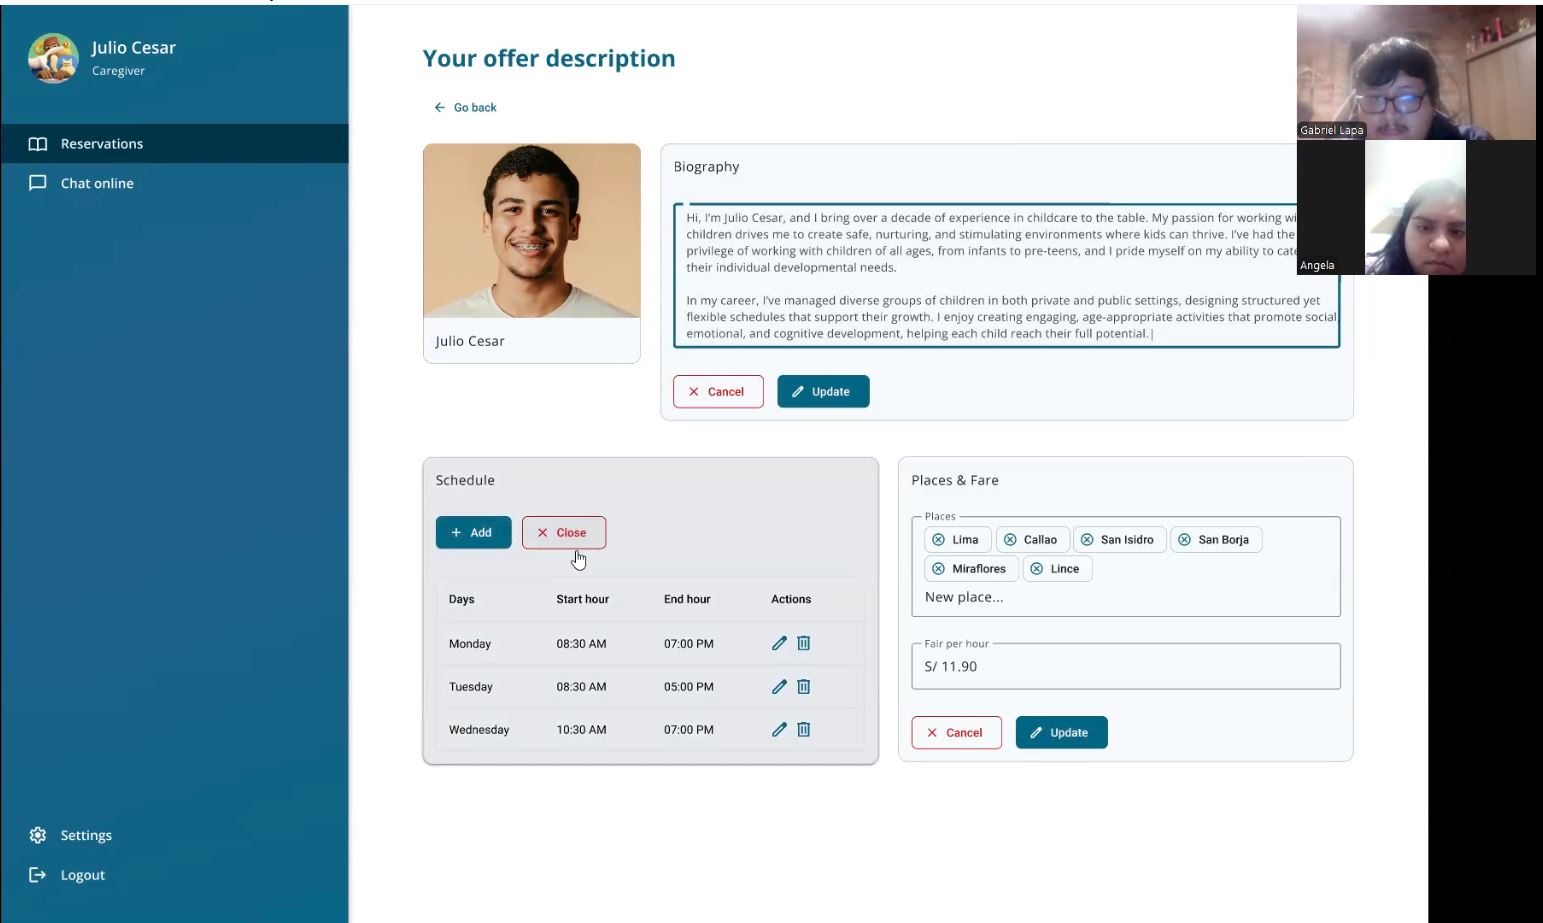 Julio Cesar
Caregiver
Reservations
Chat online
Settings
Logout
Your offer description
Go back
Julio Cesar
Biography
Hi, I'm Julio Cesar, and I bring over a decade of experience in childcare to the table. My passion for working
children drives me to create safe, nurturing, and stimulating environments where kids can thrive. I've had the
privilege of working with children of all ages, from infants to pre-teens, and I pride myself on my ability to
their individual developmental needs.
In my career, I've managed diverse groups of children in both private and public settings, designing structured yet
flexible schedules that support their growth. I enjoy creating engaging, age-appropriate activities that promote social
emotional, and cognitive development, helping each child reach their full potential.
Cancel
Update
Schedule
Add
Close
Days Start hour End hour Actions
Monday 08:30 AM 07:00 PM
Tuesday 08:30 AM 05:00 PM
Wednesday 10:30 AM 07:00 PM
Places & Fare
Places
Lima Callao San Isidro San Borja
Miraflores Lince
New place...
Fair per hour
S/ 11.90
Cancel
Update
Gabriel Lapa
Angela